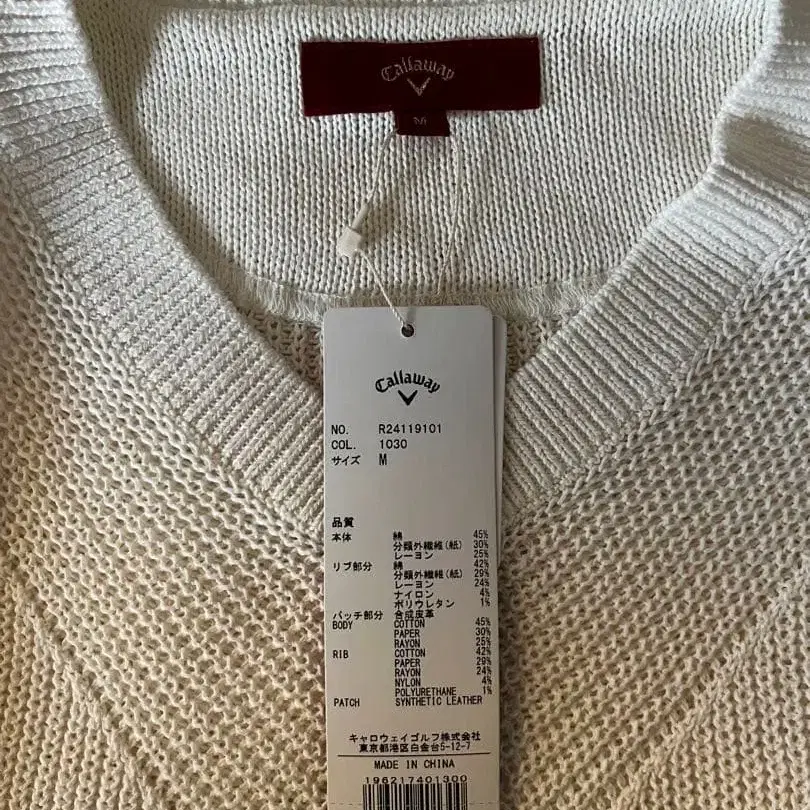 Callaway
M
Callaway
NO. R24119101
COL. 1030
サイズ M
品質
本体 綿 45%
分類外繊維(紙) 30%
レーヨン 25%
リブ部分 綿 42%
分類外繊維(紙) 29%
レーヨン 24%
ナイロン 4%
ポリウレタン 1%
パッチ部分 合成皮革
BODY COTTON 45%
PAPER 30%
RAYON 25%
RIB COTTON 42%
PAPER 29%
RAYON 24%
NYLON 4%
POLYURETHANE 1%
PATCH SYNTHETIC LEATHER
キャロウェイゴルフ株式会社
東京都港区白金台5-12-7
MADE IN CHINA
196217401300